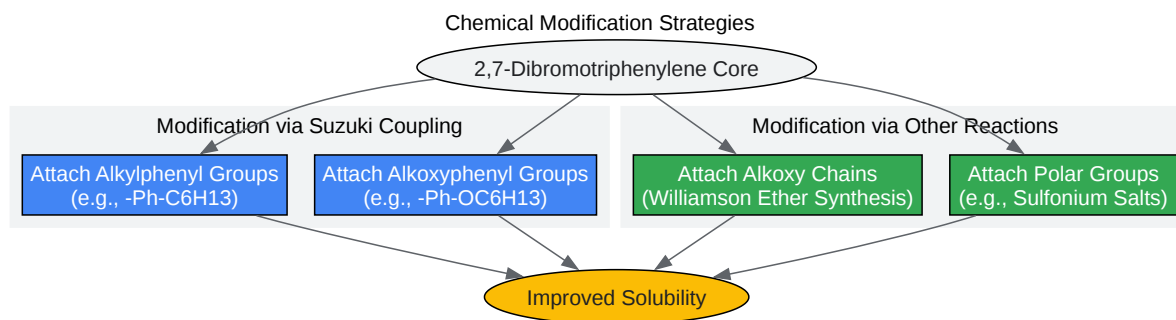 Chemical Modification Strategies
2,7-Dibromotriphenylene Core
Modification via Suzuki Coupling
Modification via Other Reactions
Attach Alkylphenyl Groups
(e.g., -Ph-C6H13)
Attach Alkoxyphenyl Groups
(e.g., -Ph-OC6H13)
Attach Alkoxy Chains
(Williamson Ether Synthesis)
Attach Polar Groups
(e.g., Sulfonium Salts)
Improved Solubility